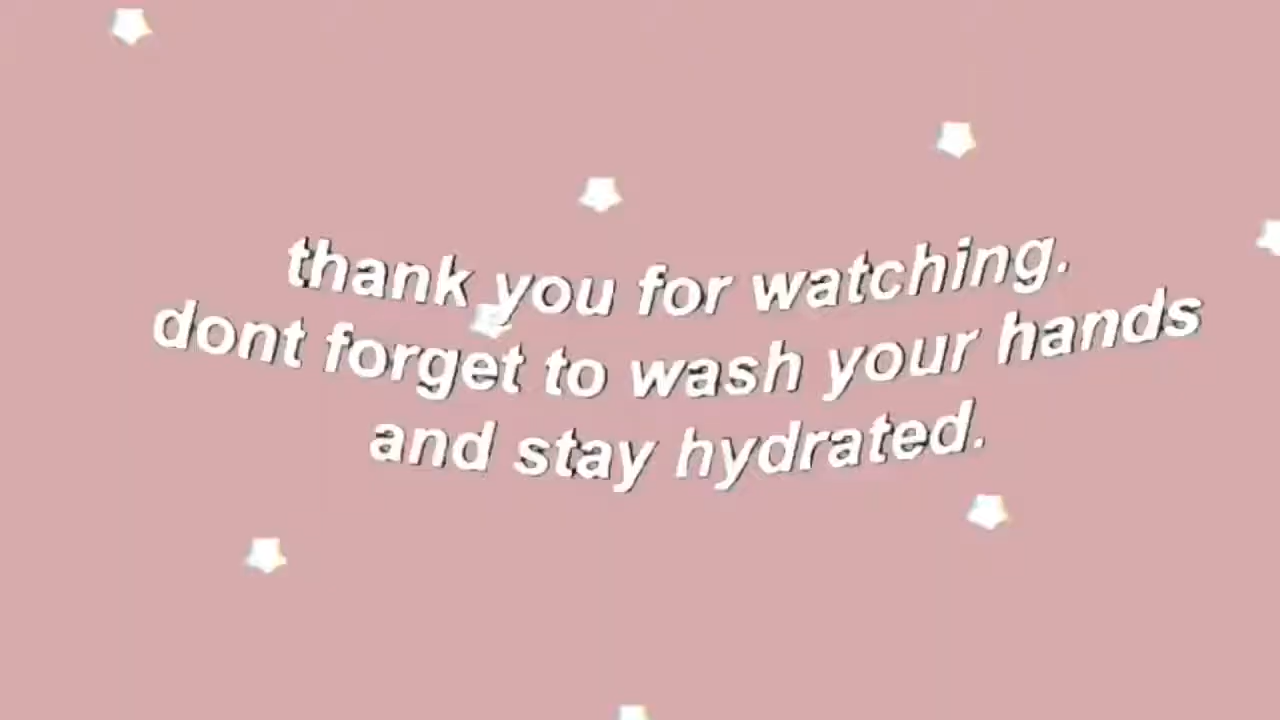 thank you for watching.
dont forget to wash your hands
and stay hydrated.